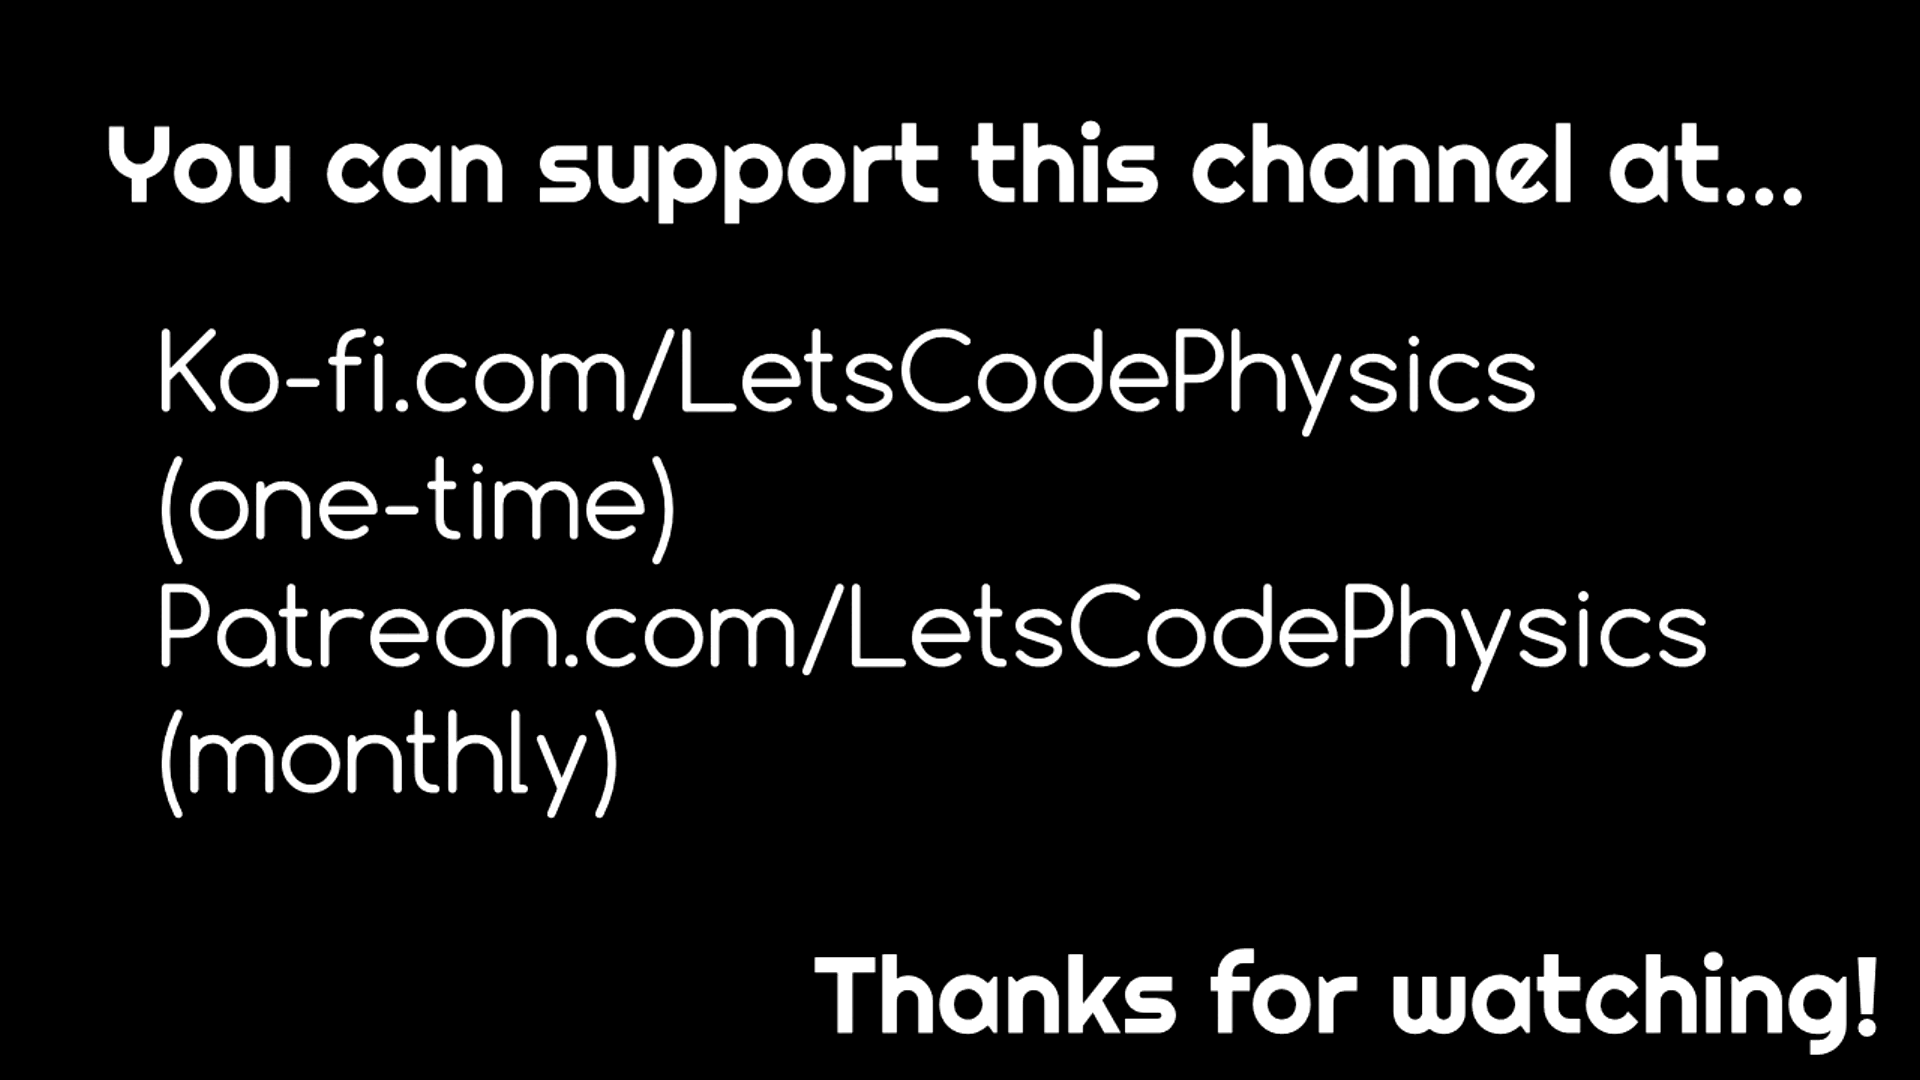 You can support this channel at...
Ko-fi.com/LetsCodePhysics
(one-time)
Patreon.com/LetsCodePhysics
(monthly)
Thanks for watching!